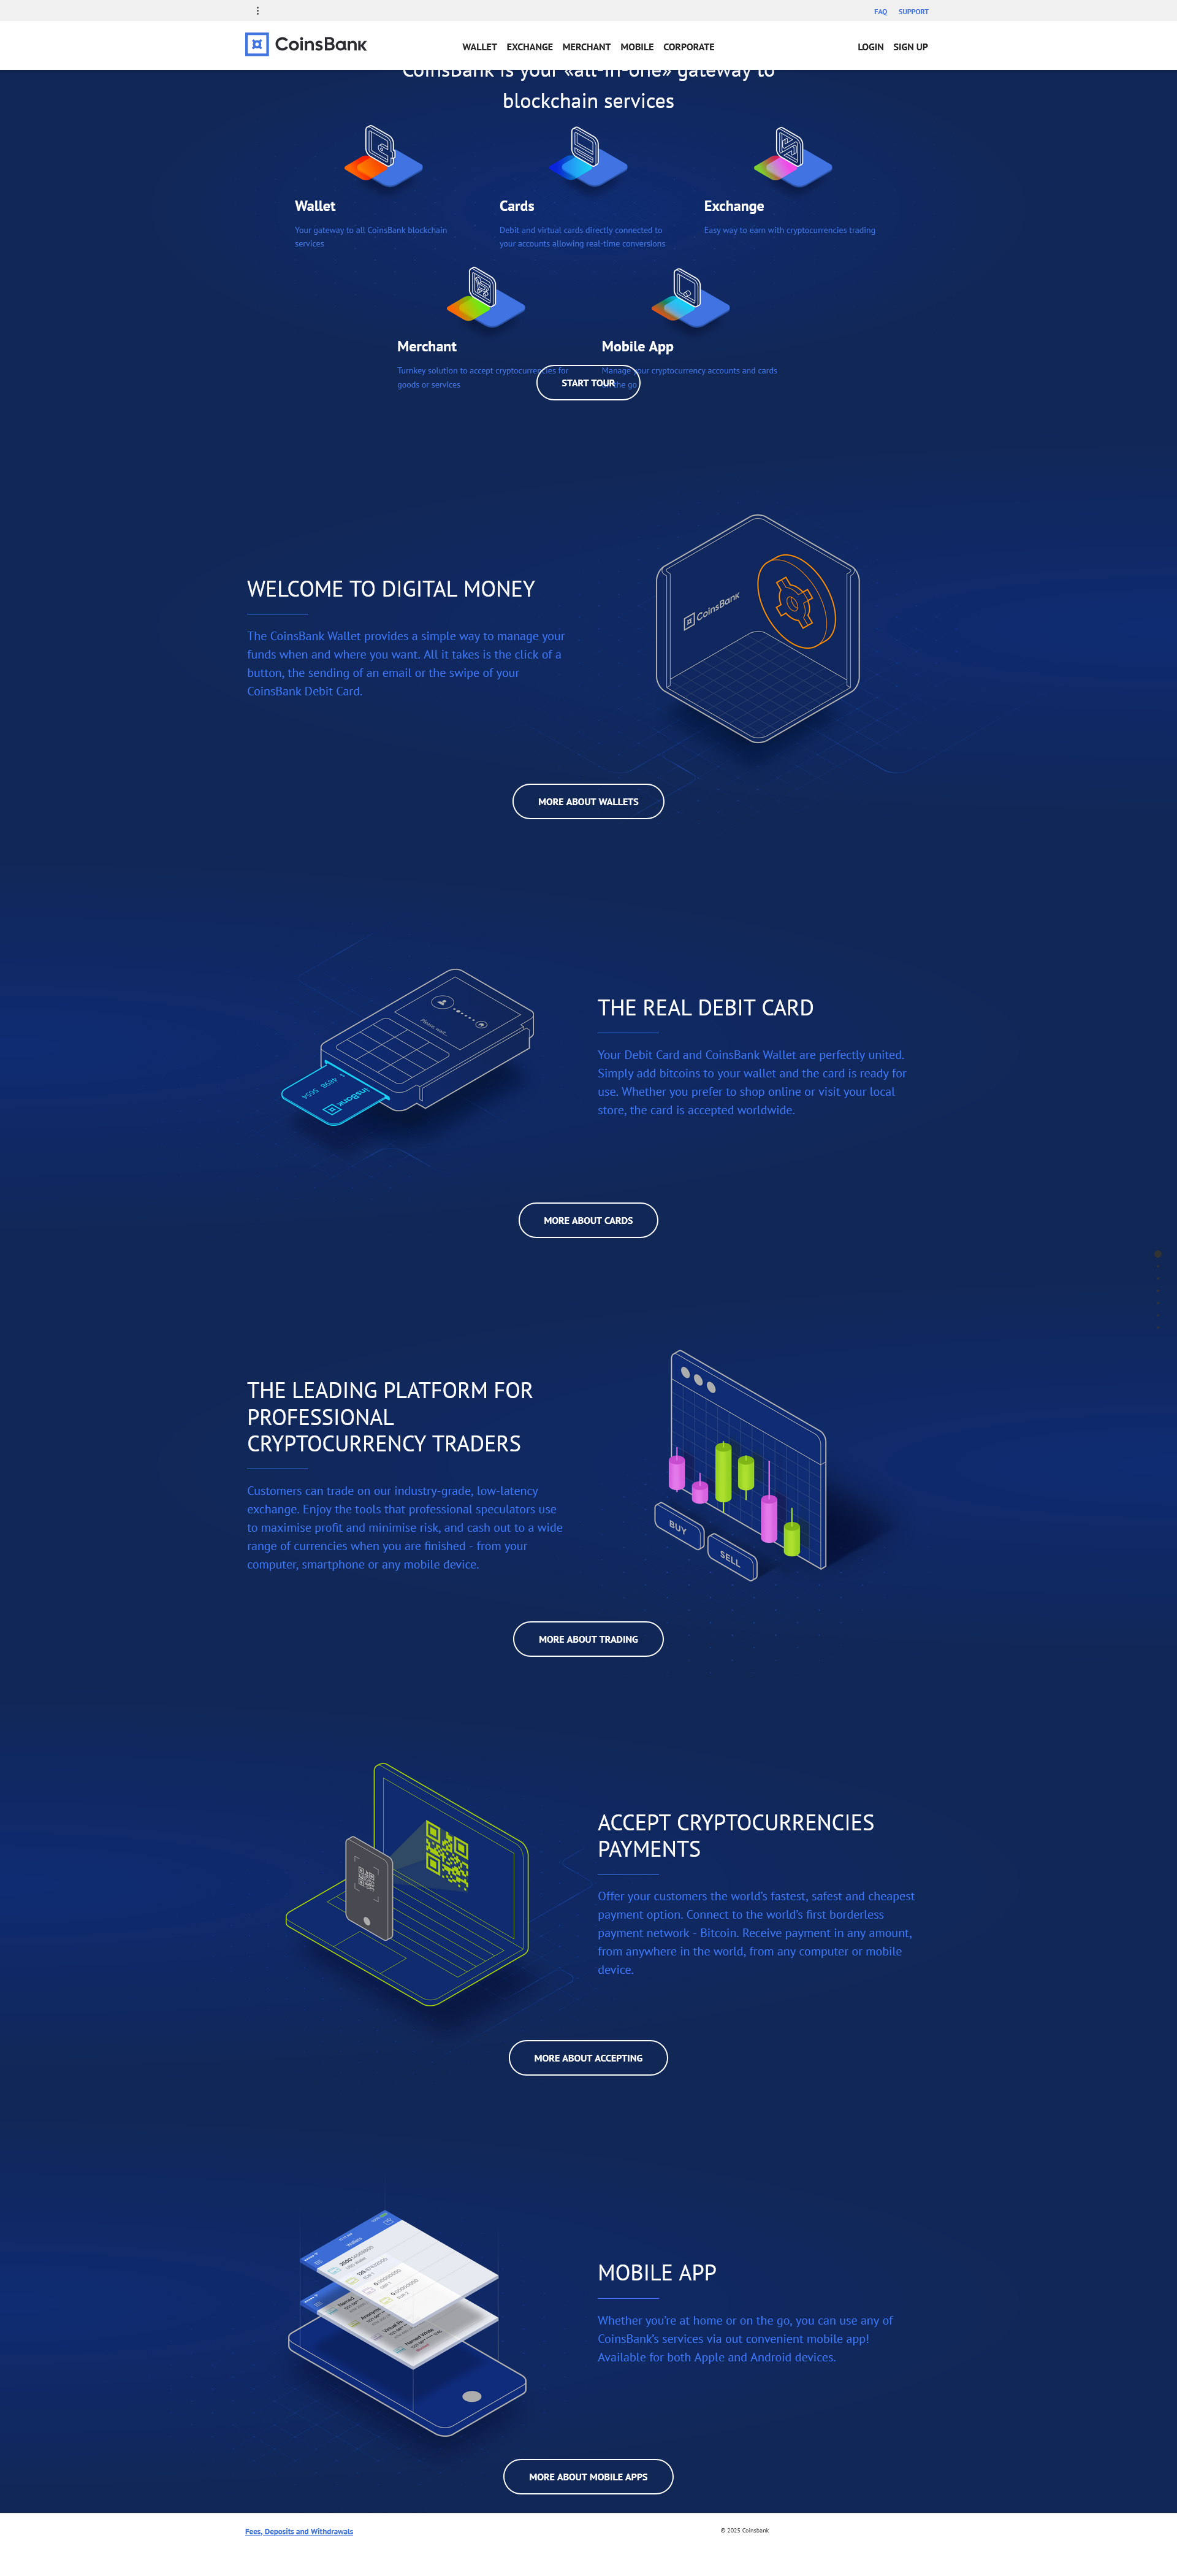 FAQ SUPPORT
CoinsBank
WALLET EXCHANGE MERCHANT MOBILE CORPORATE
LOGIN SIGN UP
CoinsBank is your «all-in-one» gateway to
blockchain services
Wallet
Your gateway to all CoinsBank blockchain
services
Cards
Debit and virtual cards directly connected to
your accounts allowing real-time conversions
Exchange
Easy way to earn with cryptocurrencies trading
Merchant
Turnkey solution to accept cryptocurrencies for
goods or services
Mobile App
Manage your cryptocurrency accounts and cards
the go
START TOUR
WELCOME TO DIGITAL MONEY
The CoinsBank Wallet provides a simple way to manage your
funds when and where you want. All it takes is the click of a
button, the sending of an email or the swipe of your
CoinsBank Debit Card.
CoinsBank
MORE ABOUT WALLETS
Please, wait...
THE REAL DEBIT CARD
Your Debit Card and CoinsBank Wallet are perfectly united.
Simply add bitcoins to your wallet and the card is ready for
use. Whether you prefer to shop online or visit your local
store, the card is accepted worldwide.
MORE ABOUT CARDS
THE LEADING PLATFORM FOR
PROFESSIONAL
CRYPTOCURRENCY TRADERS
Customers can trade on our industry-grade, low-latency
exchange. Enjoy the tools that professional speculators use
to maximise profit and minimise risk, and cash out to a wide
range of currencies when you are finished - from your
computer, smartphone or any mobile device.
BUY
SELL
MORE ABOUT TRADING
ACCEPT CRYPTOCURRENCIES
PAYMENTS
Offer your customers the world's fastest, safest and cheapest
payment option. Connect to the world's first borderless
payment network - Bitcoin. Receive payment in any amount,
from anywhere in the world, from any computer or mobile
device.
MORE ABOUT ACCEPTING
MOBILE APP
Whether you're at home or on the go, you can use any of
CoinsBank's services via out convenient mobile app!
Available for both Apple and Android devices.
MORE ABOUT MOBILE APPS
Fees, Deposits and Withdrawals
© 2025 Coinsbank